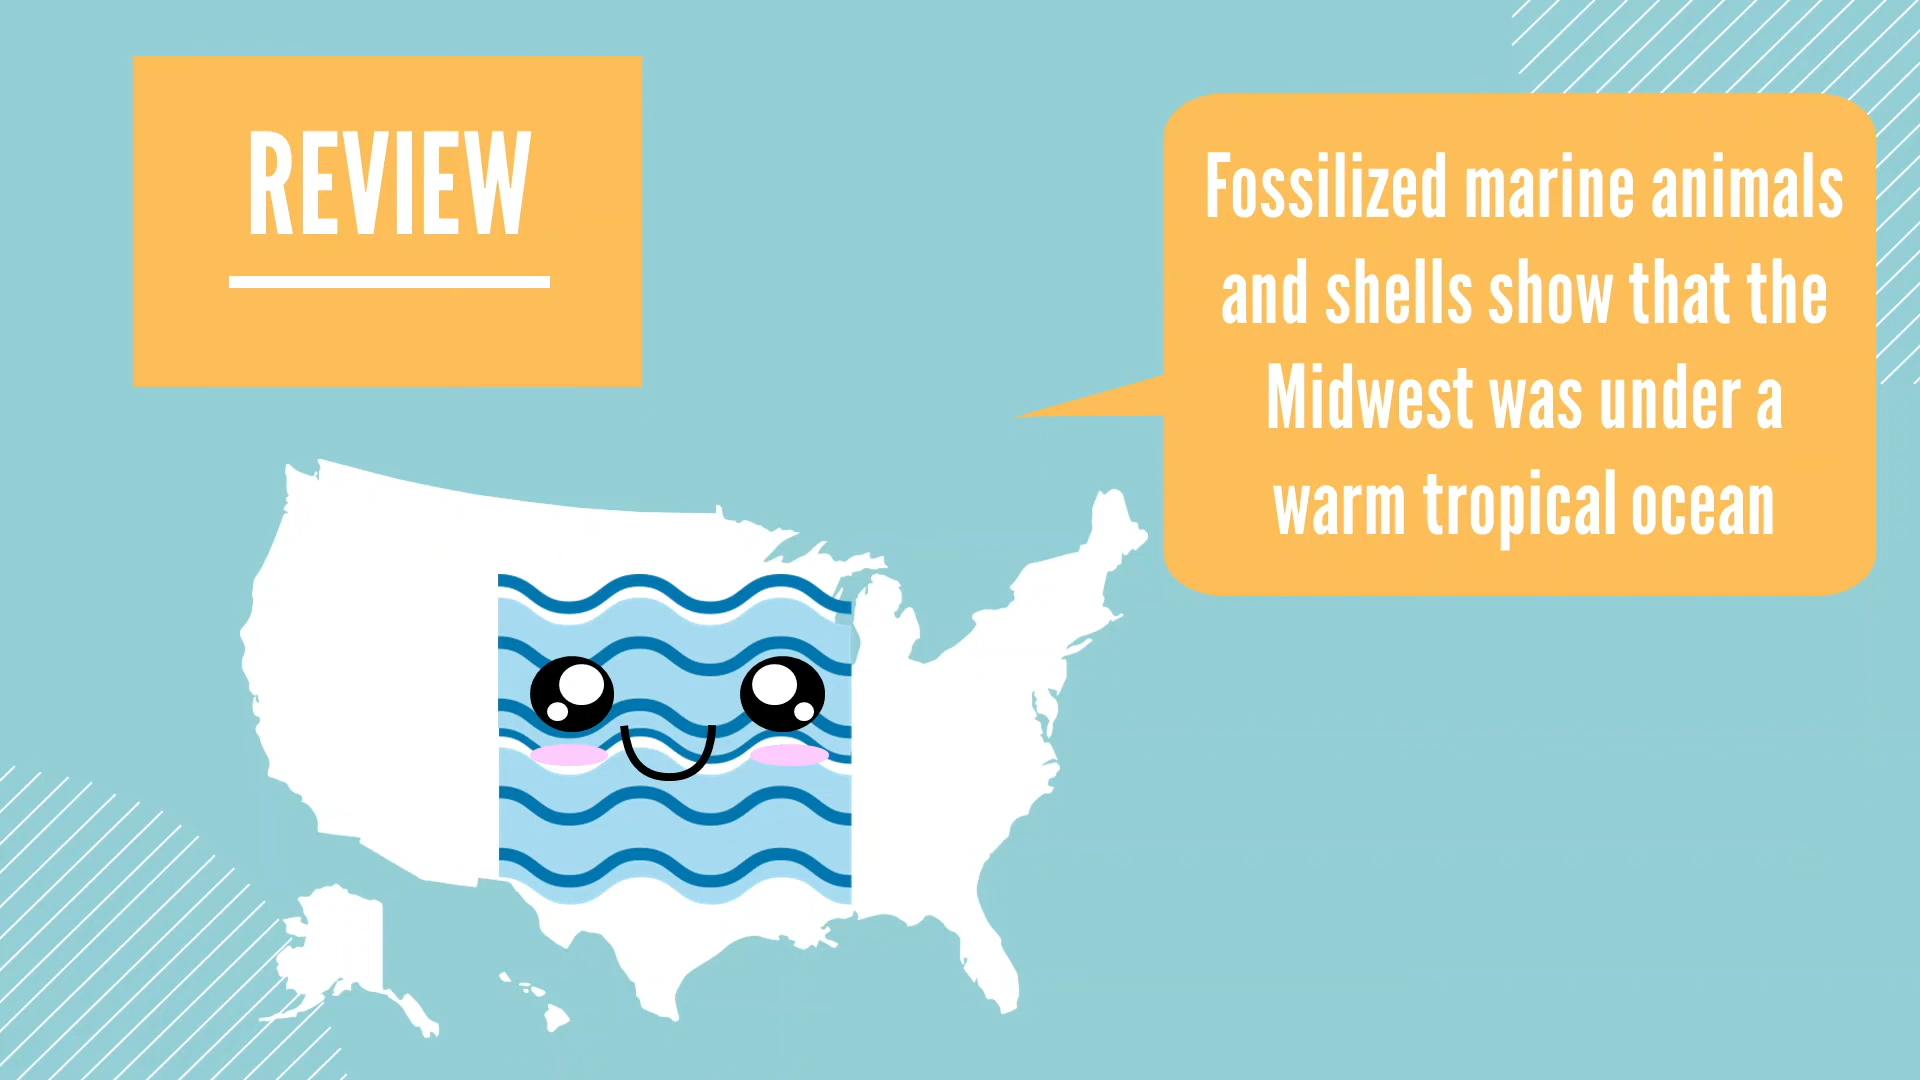 REVIEW
Fossilized marine animals
and shells show that the
Midwest was under a
warm tropical ocean